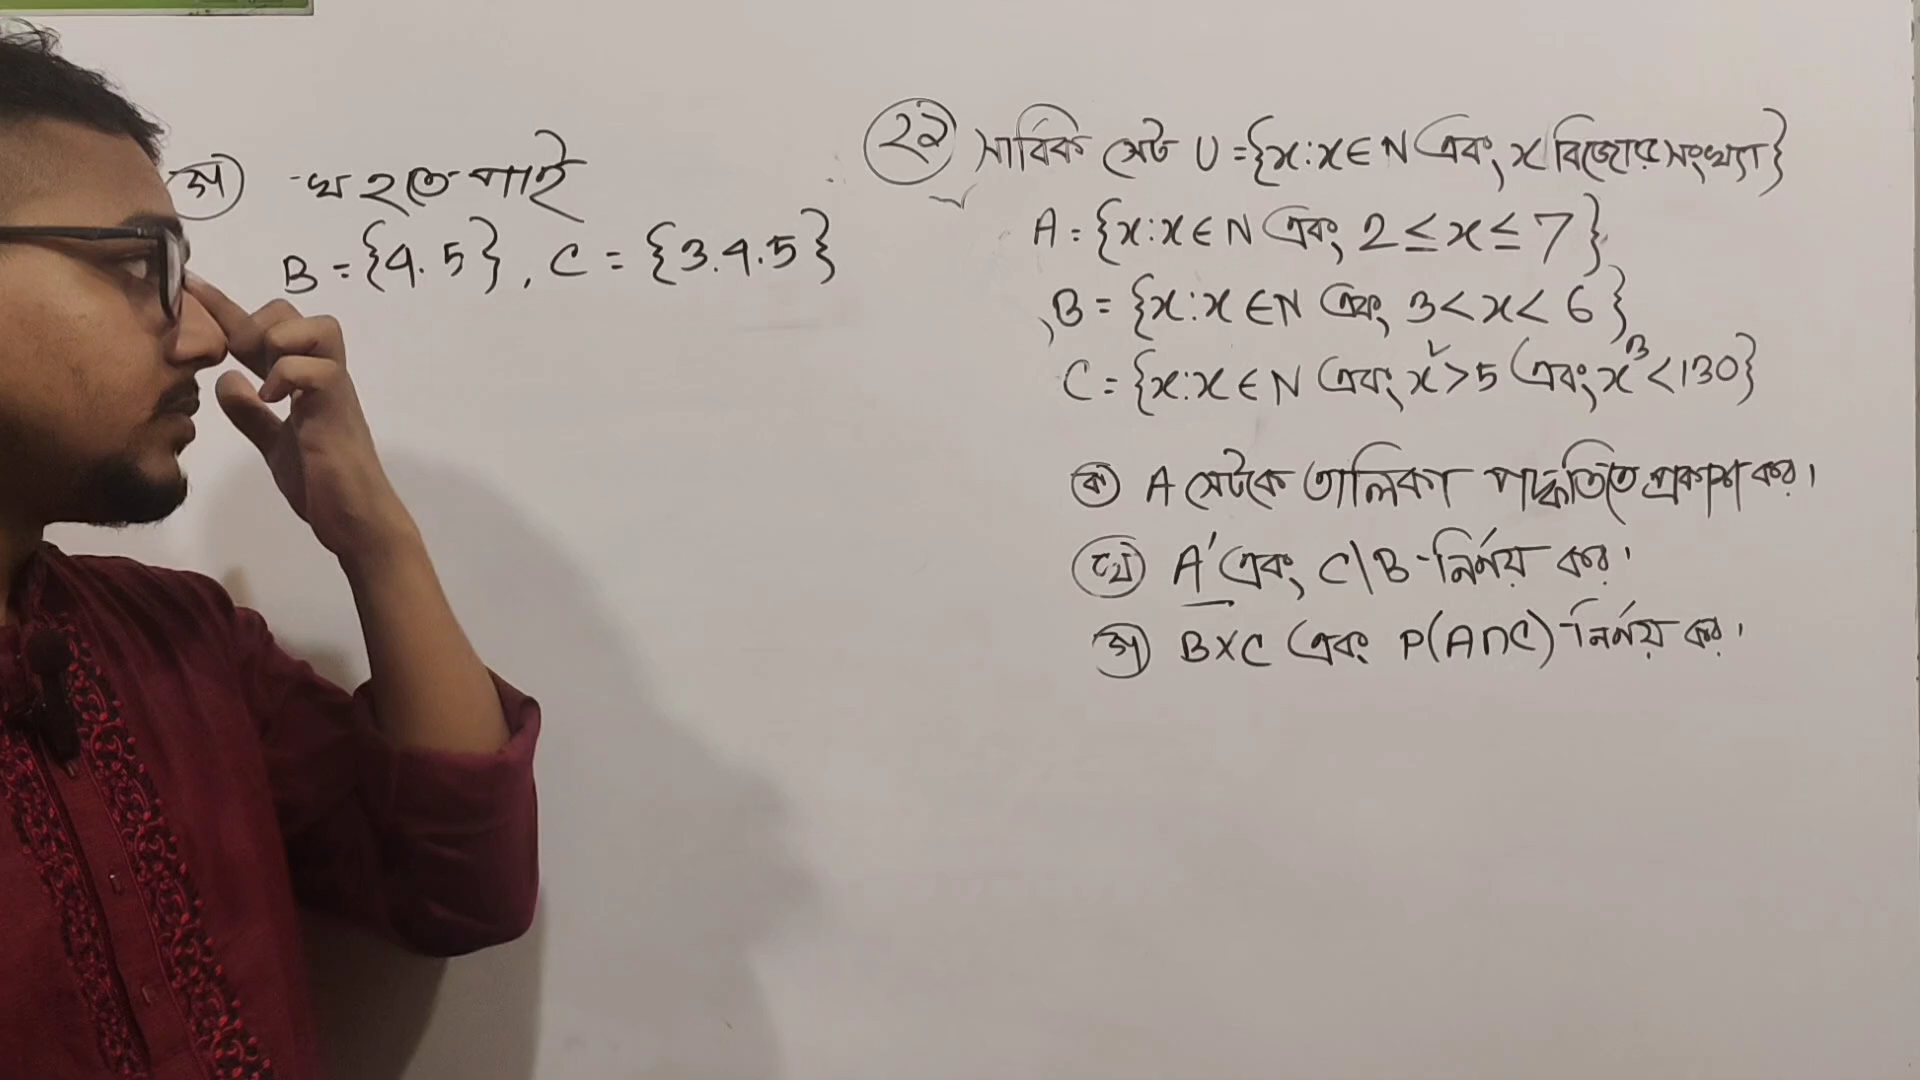 গ খ হতে পাই
B = {4. 5}, C = {3.4.5}
২২ সার্বিক সেট U = {x:x∈N এবং x বিজোড় সংখ্যা}
A = {x:x∈N এবং 2≤x≤7}
B = {x:x∈N এবং 3<x<6}
C = {x:x∈N এবং x²>5 এবং x³<130}
ক A সেটকে তালিকা পদ্ধতিতে প্রকাশ কর।
খ A' এবং C\B নির্ণয় কর।
গ B×C এবং P(A∩C) নির্ণয় কর।